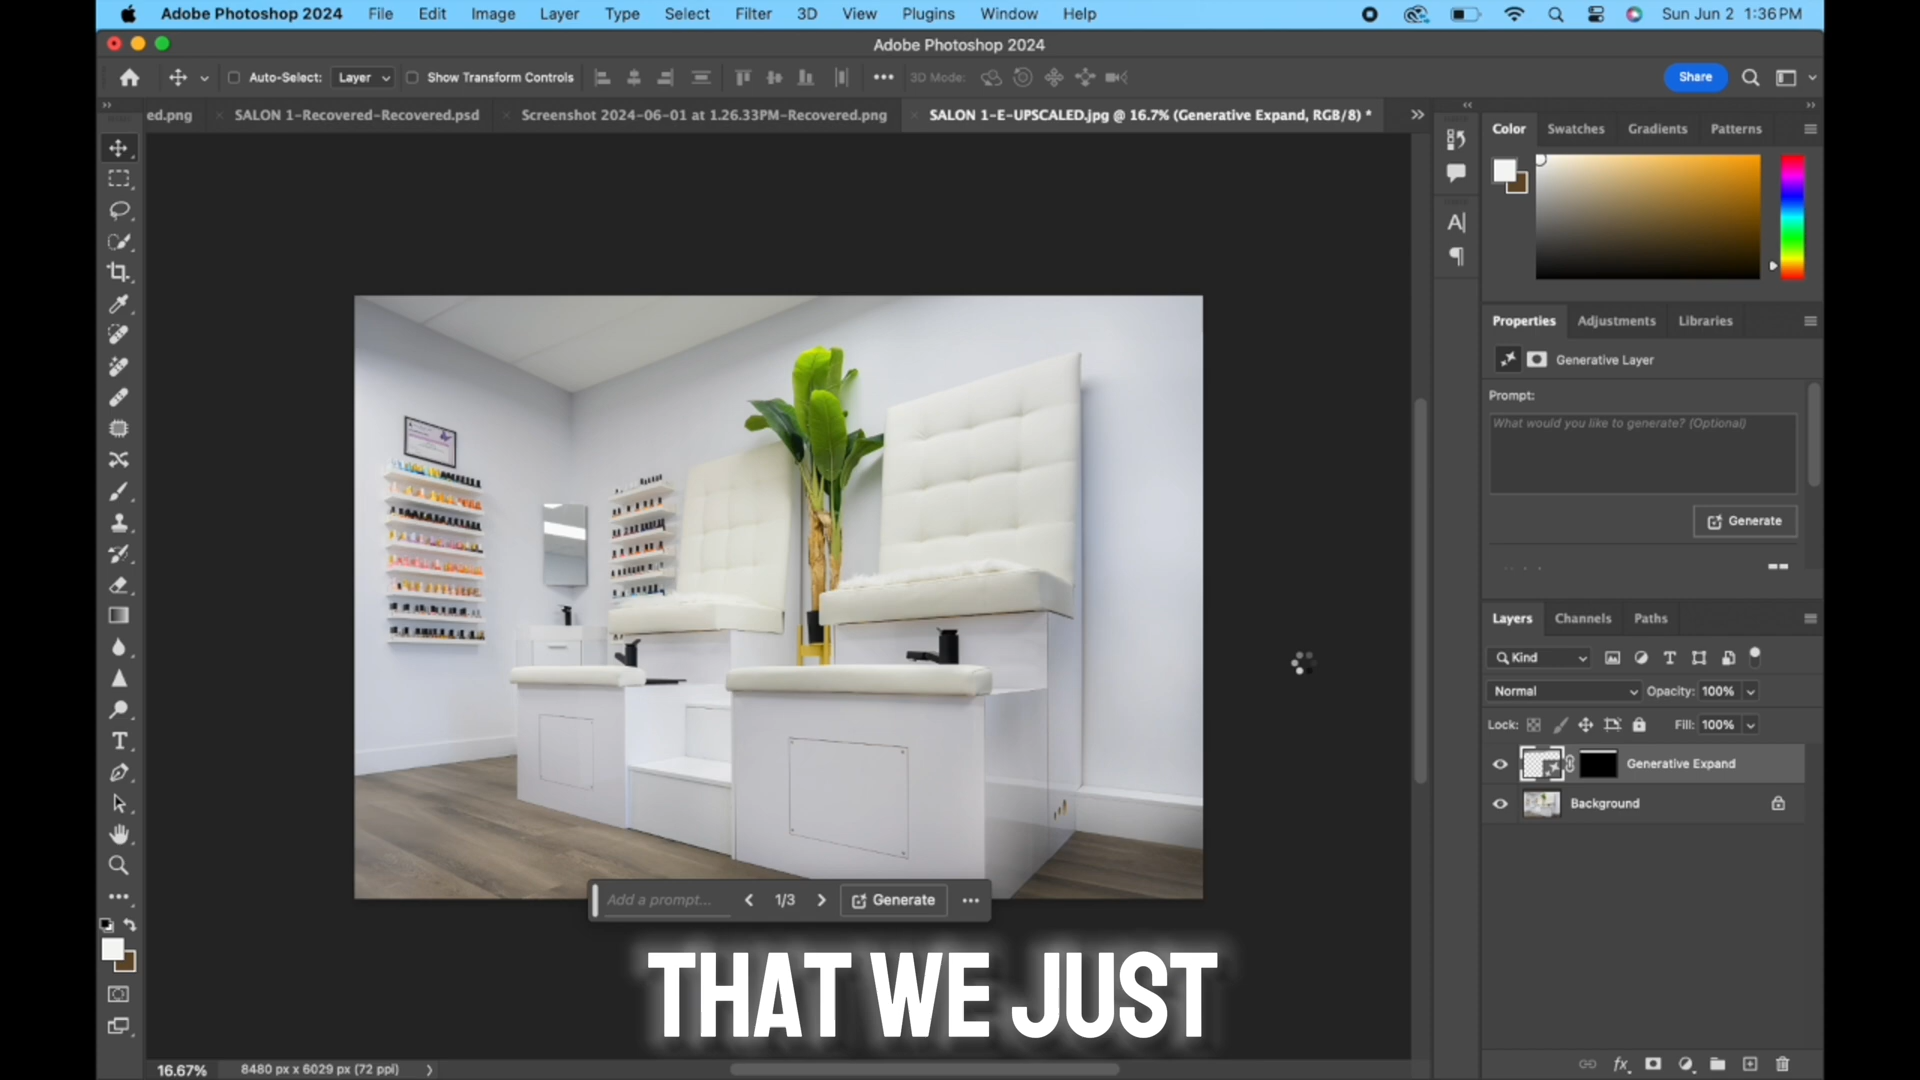 Adobe Photoshop 2024 File Edit Image Layer Type Select Filter 3D View Plugins Window Help Sun Jun 2 1:36 PM
Adobe Photoshop 2024
Auto-Select: Layer Show Transform Controls 3D Mode: Share
ed.png SALON 1-Recovered-Recovered.psd Screenshot 2024-06-01 at 1.26.33PM-Recovered.png SALON 1-E-UPSCALED.jpg @ 16.7% (Generative Expand, RGB/8) *
Color Swatches Gradients Patterns
Properties Adjustments Libraries
Generative Layer
Prompt:
What would you like to generate? (Optional)
Generate
Layers Channels Paths
Kind
Normal Opacity: 100%
Lock: Fill: 100%
Generative Expand
Background
Add a prompt... 1/3 Generate
THAT WE JUST
16.67% 8480 px x 6029 px (72 ppi)